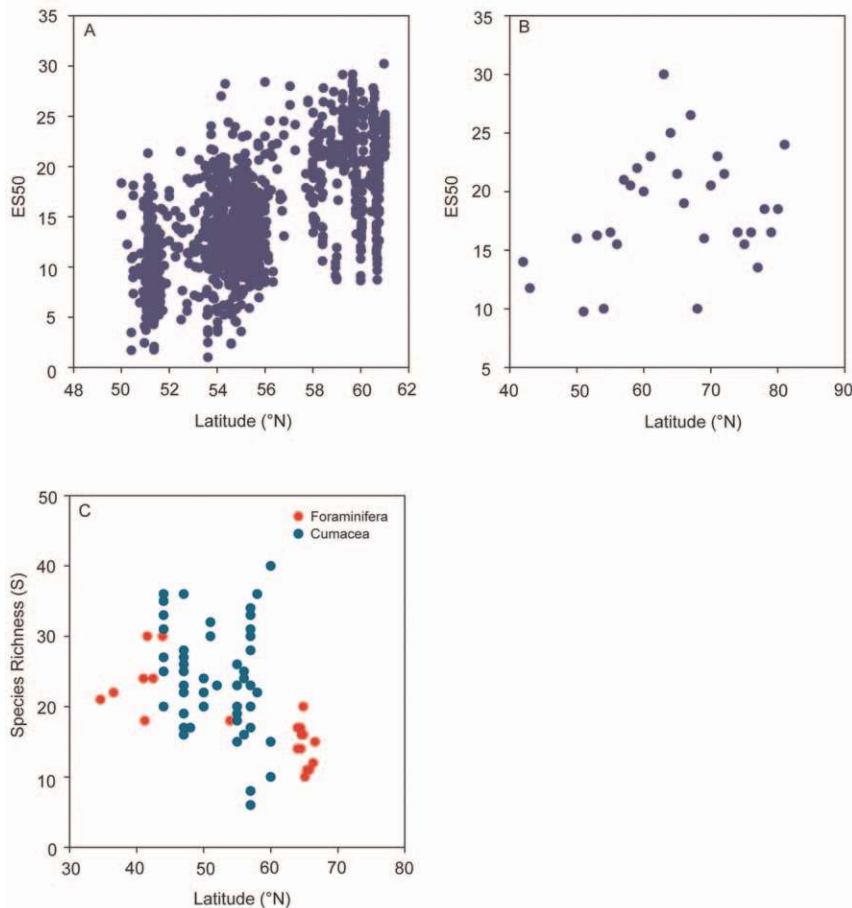 A
35
30
25
20
15
10
5
0
ES50
48 50 52 54 56 58 60 62
Latitude (°N)
B
35
30
25
20
15
10
5
ES50
40 50 60 70 80 90
Latitude (°N)
C
Foraminifera
Cumacea
50
40
30
20
10
0
Species Richness (S)
30 40 50 60 70 80
Latitude (°N)